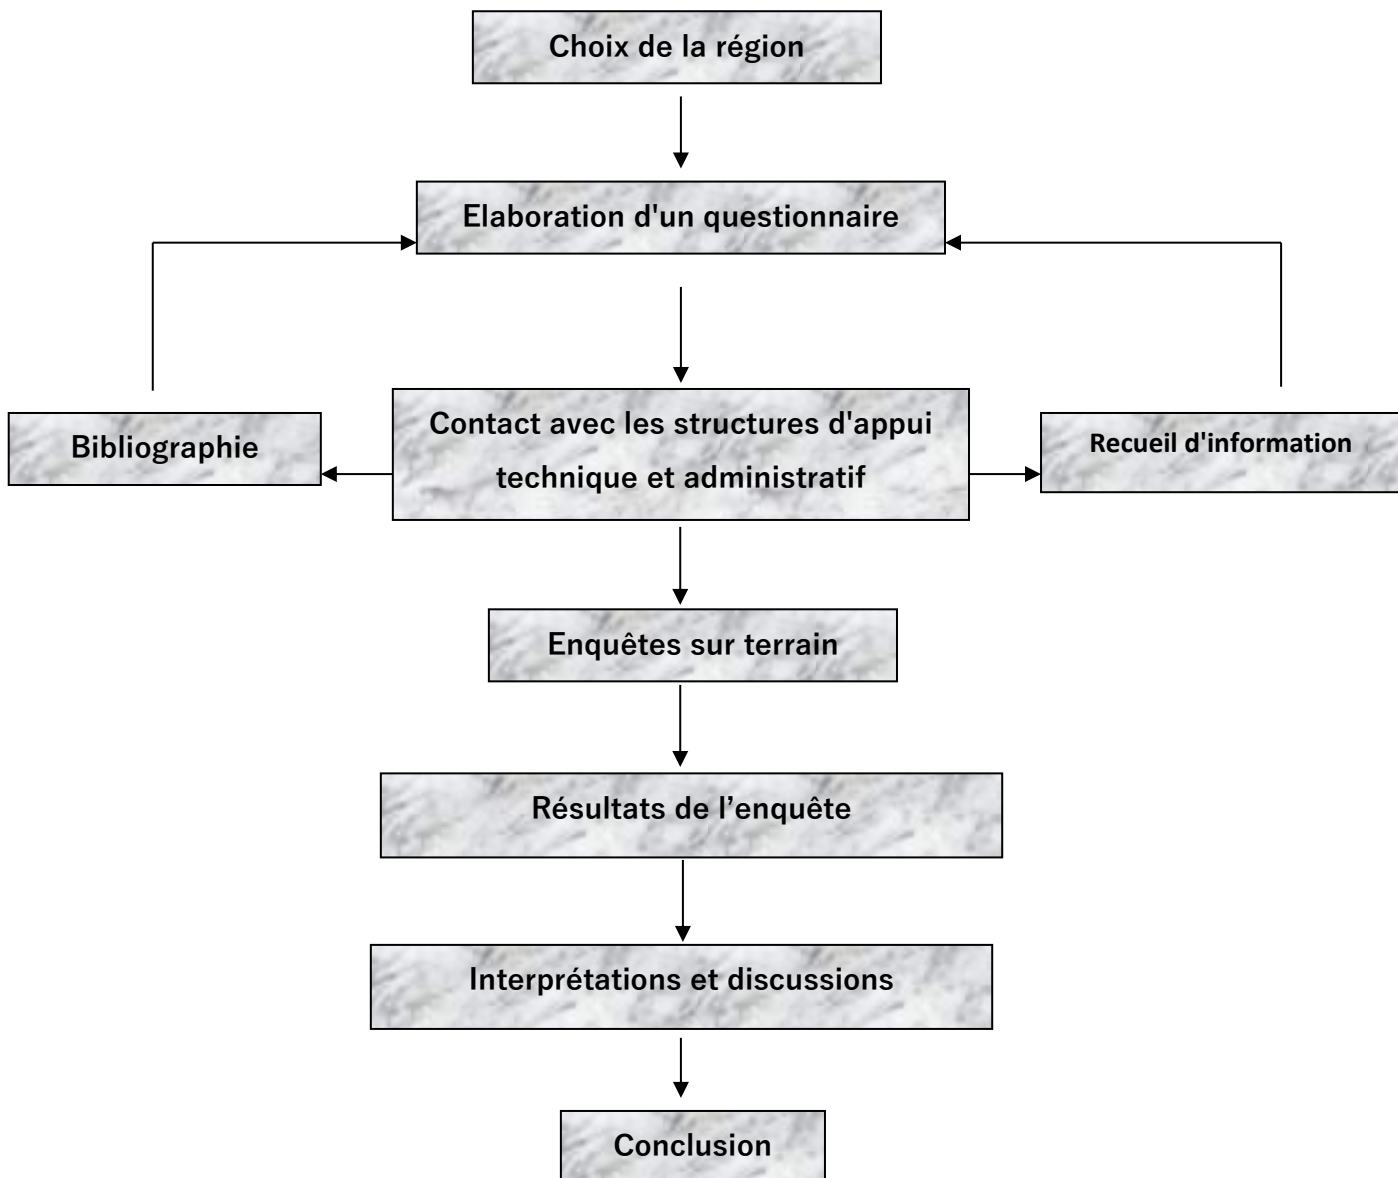 Choix de la région
Elaboration d'un questionnaire
Contact avec les structures d'appui
technique et administratif
Bibliographie
Recueil d'information
Enquêtes sur terrain
Résultats de l’enquête
Interprétations et discussions
Conclusion